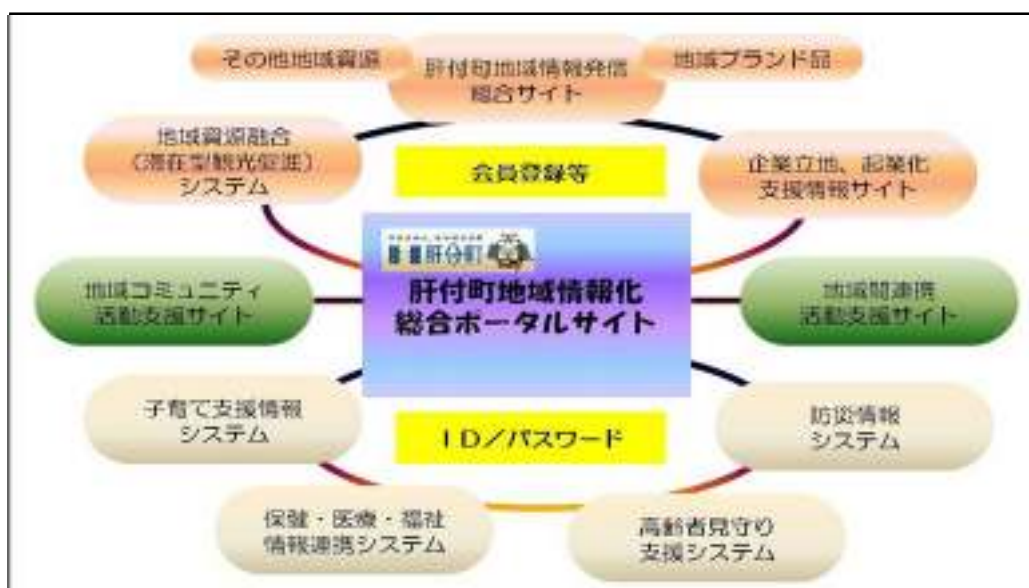 その他地域資源
肝付町地域情報発信
総合サイト
地域ブランド品
地域資源融合
（滞在型観光促進）
システム
会員登録等
企業立地、起業化
支援情報サイト
肝付町
肝付町地域情報化
総合ポータルサイト
地域コミュニティ
活動支援サイト
地域間連携
活動支援サイト
子育て支援情報
システム
ＩＤ／パスワード
防災情報
システム
保健・医療・福祉
情報連携システム
高齢者見守り
支援システム